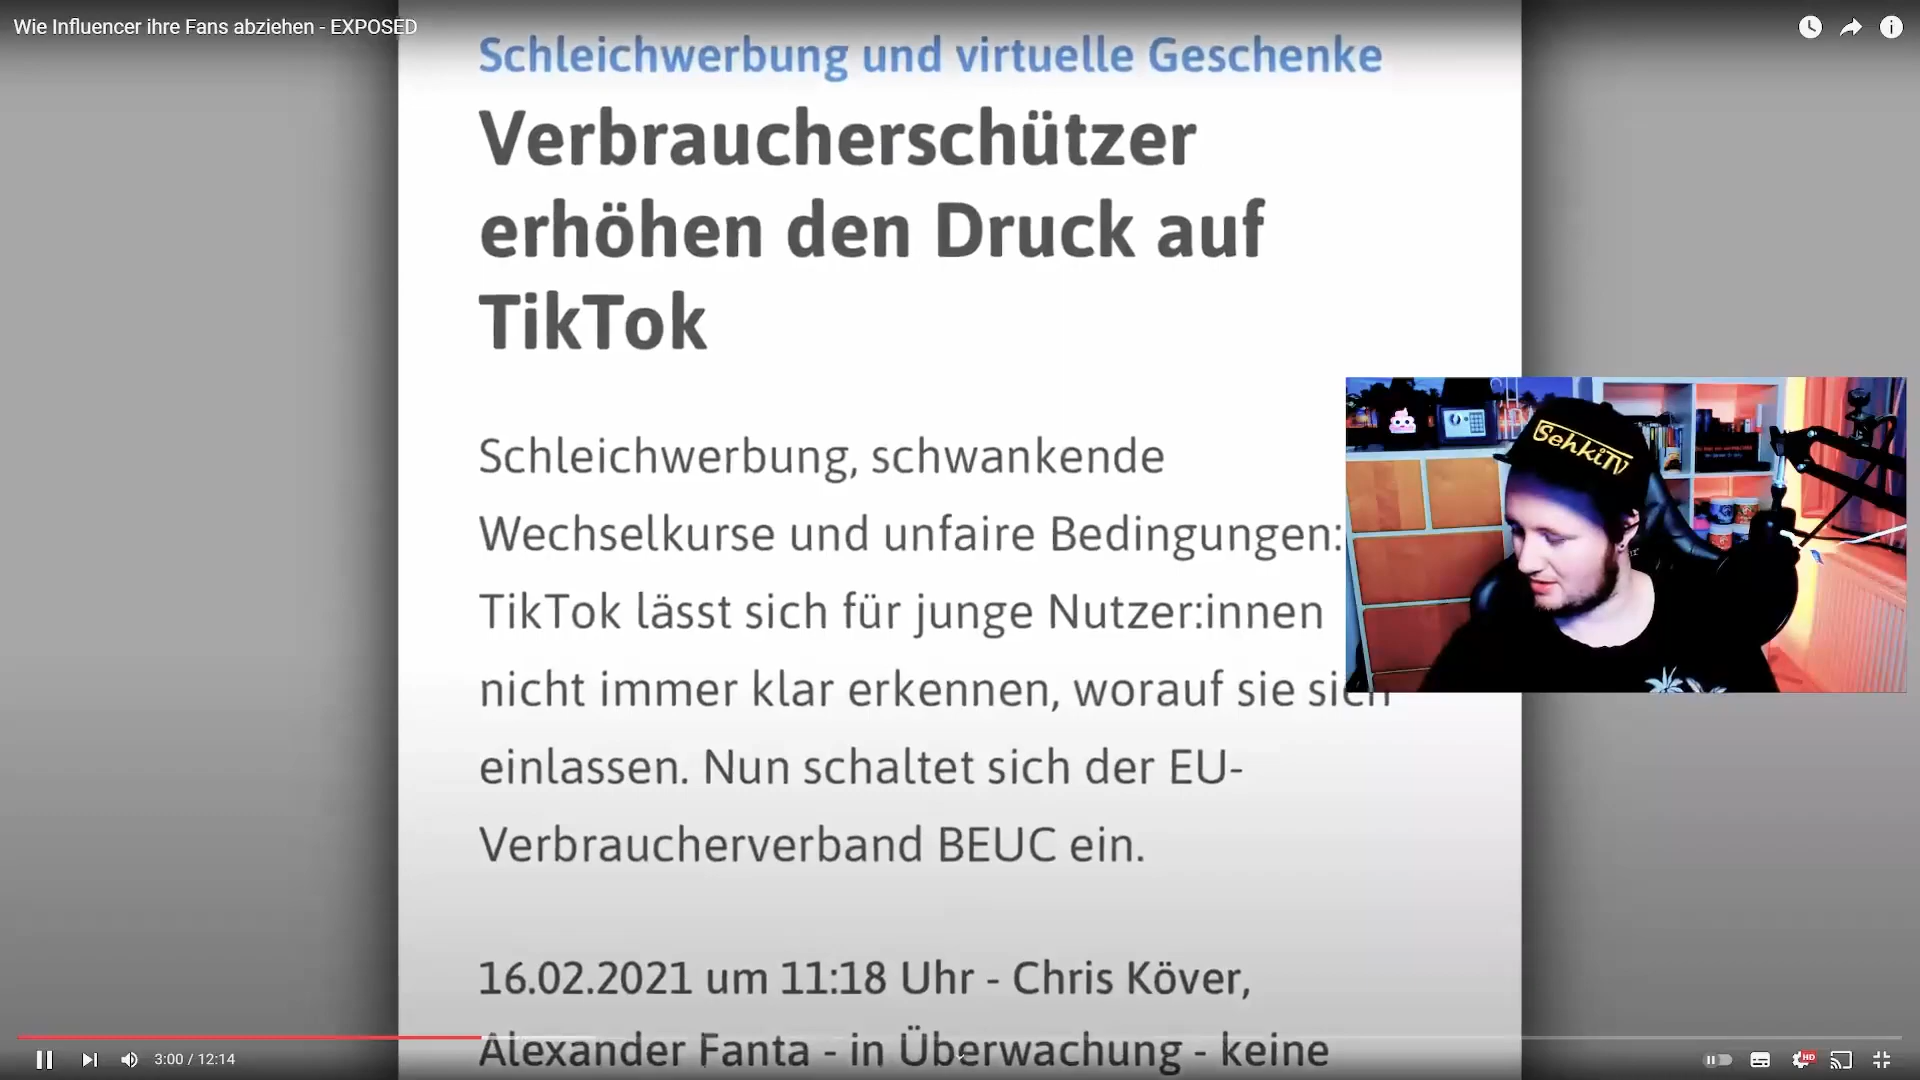 Wie Influencer ihre Fans abziehen - EXPOSED
Schleichwerbung und virtuelle Geschenke
Verbraucherschützer
erhöhen den Druck auf
TikTok
Schleichwerbung, schwankende
Wechselkurse und unfaire Bedingungen:
TikTok lässt sich für junge Nutzer:innen
nicht immer klar erkennen, worauf sie sich
einlassen. Nun schaltet sich der EU-
Verbraucherverband BEUC ein.
16.02.2021 um 11:18 Uhr - Chris Köver,
Alexander Fanta - in Überwachung - keine
SehkiTV
3:00 / 12:14
HD